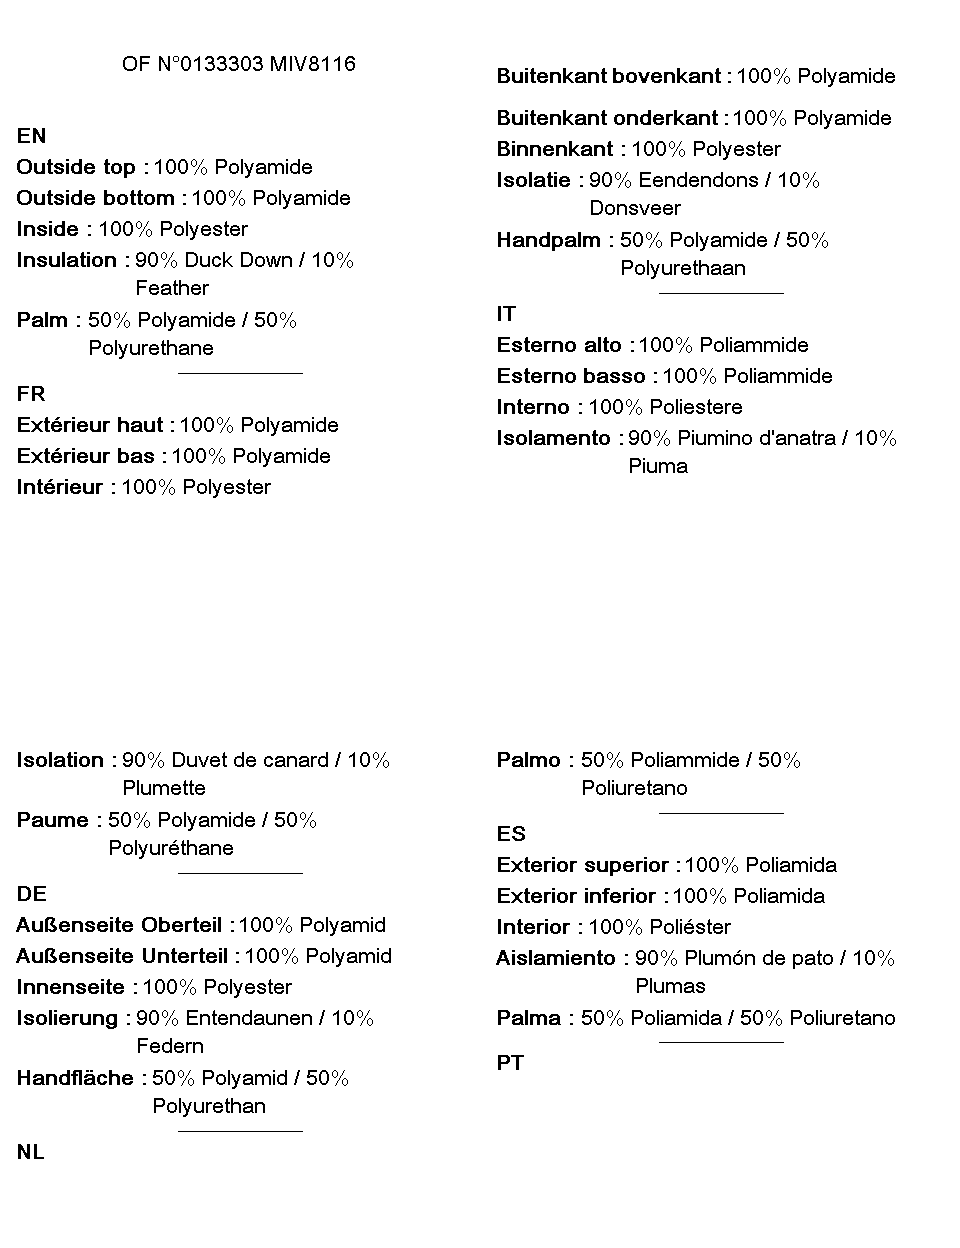 OF N°0133303 MIV8116
EN
Outside top : 100% Polyamide
Outside bottom : 100% Polyamide
Inside : 100% Polyester
Insulation : 90% Duck Down / 10%
Feather
Palm : 50% Polyamide / 50%
Polyurethane
FR
Extérieur haut : 100% Polyamide
Extérieur bas : 100% Polyamide
Intérieur : 100% Polyester
Isolation : 90% Duvet de canard / 10%
Plumette
Paume : 50% Polyamide / 50%
Polyuréthane
DE
Außenseite Oberteil : 100% Polyamid
Außenseite Unterteil : 100% Polyamid
Innenseite : 100% Polyester
Isolierung : 90% Entendaunen / 10%
Federn
Handfläche : 50% Polyamid / 50%
Polyurethan
NL
Buitenkant bovenkant : 100% Polyamide
Buitenkant onderkant : 100% Polyamide
Binnenkant : 100% Polyester
Isolatie : 90% Eendendons / 10%
Donsveer
Handpalm : 50% Polyamide / 50%
Polyurethaan
IT
Esterno alto : 100% Poliammide
Esterno basso : 100% Poliammide
Interno : 100% Poliestere
Isolamento : 90% Piumino d'anatra / 10%
Piuma
Palmo : 50% Poliammide / 50%
Poliuretano
ES
Exterior superior : 100% Poliamida
Exterior inferior : 100% Poliamida
Interior : 100% Poliéster
Aislamiento : 90% Plumón de pato / 10%
Plumas
Palma : 50% Poliamida / 50% Poliuretano
PT